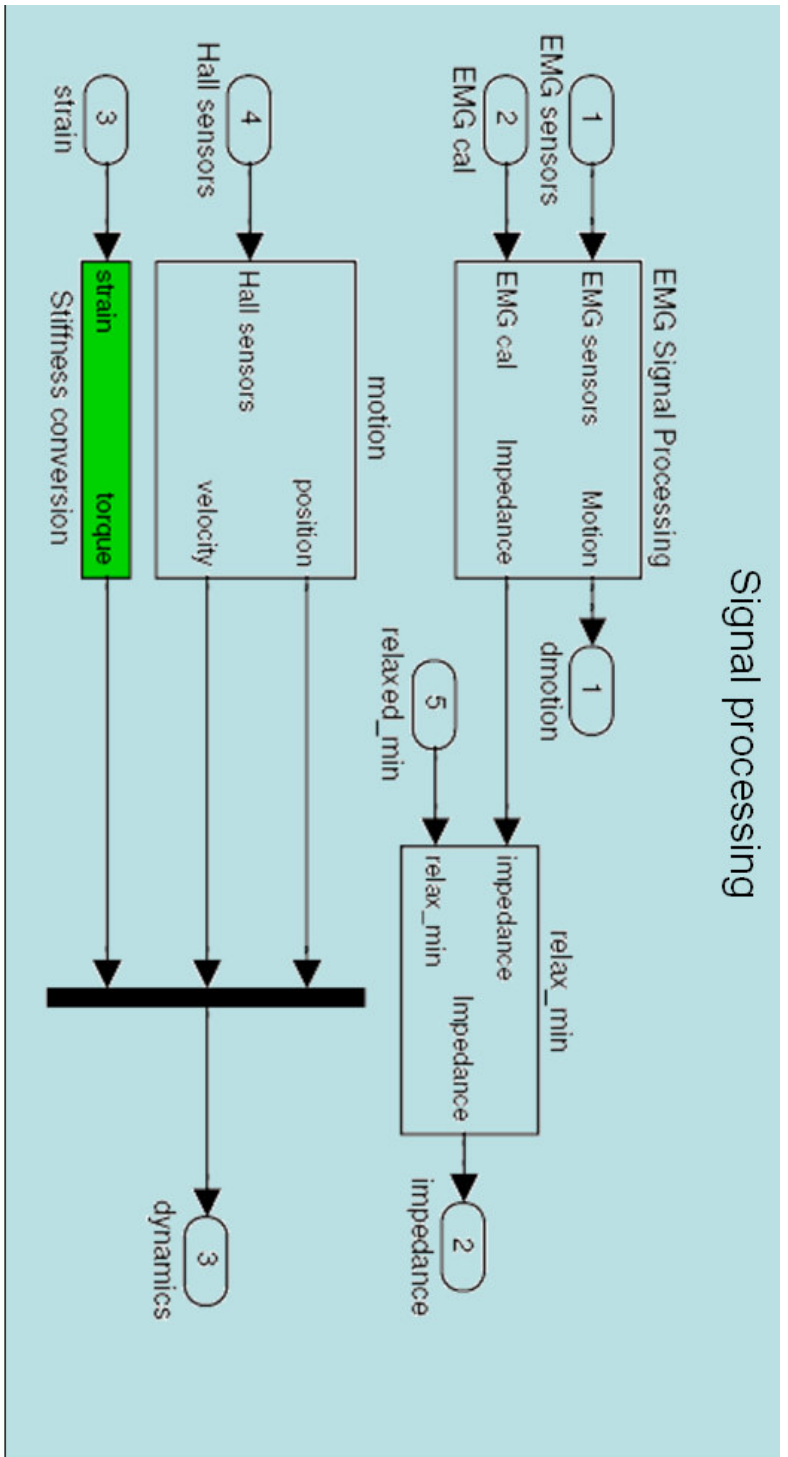 Signal processing
EMG Signal Processing
1
EMG sensors
2
EMG cal
EMG sensors
Motion
EMG cal
Impedance
1
dmotion
relax_min
5
relaxed_min
impedance
relax_min
Impedance
2
impedance
motion
4
Hall sensors
Hall sensors
position
velocity
3
strain
strain
torque
Stiffness conversion
3
dynamics